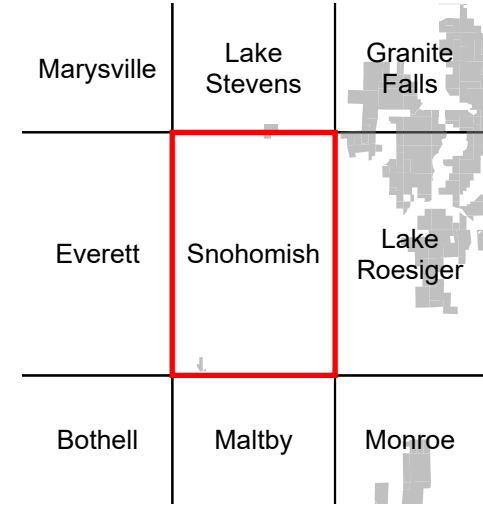 Marysville
Lake
Stevens
Granite
Falls
Everett
Snohomish
Lake
Roesiger
Bothell
Maltby
Monroe